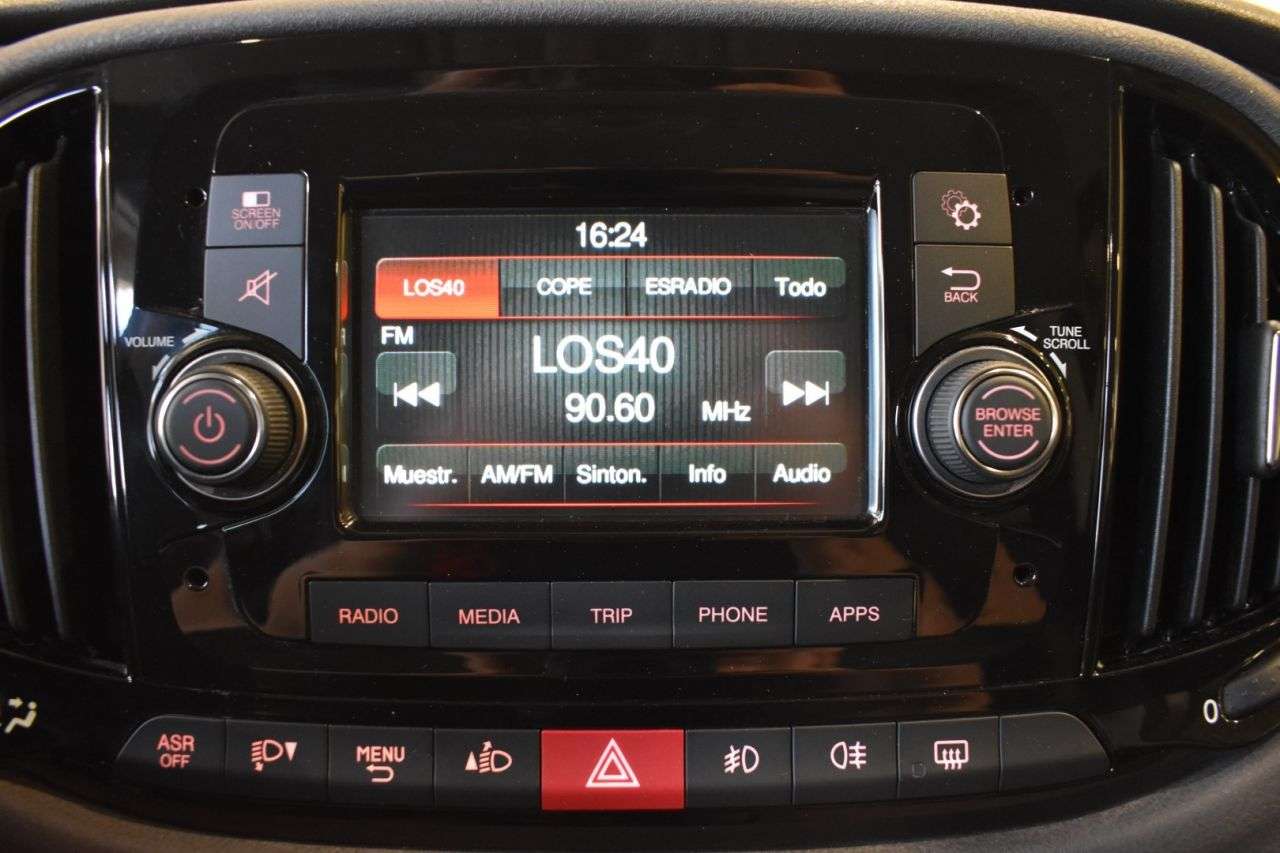 SCREEN
ON/OFF
16:24
LOS40 COPE ESRADIO Todo
BACK
VOLUME
TUNE
SCROLL
FM
LOS40
90.60 MHz
BROWSE
ENTER
Muestr. AM/FM Sinton. Info Audio
RADIO MEDIA TRIP PHONE APPS
0
ASR
OFF
MENU